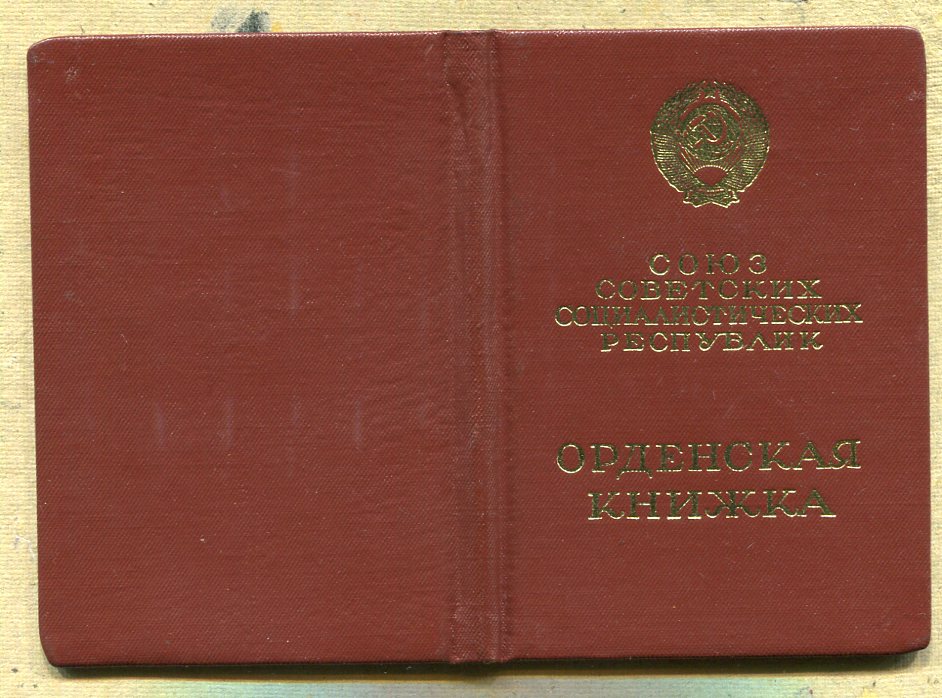 СОЮЗ
СОВЕТСКИХ
СОЦИАЛИСТИЧЕСКИХ
РЕСПУБЛИК
ОРДЕНСКАЯ
КНИЖКА